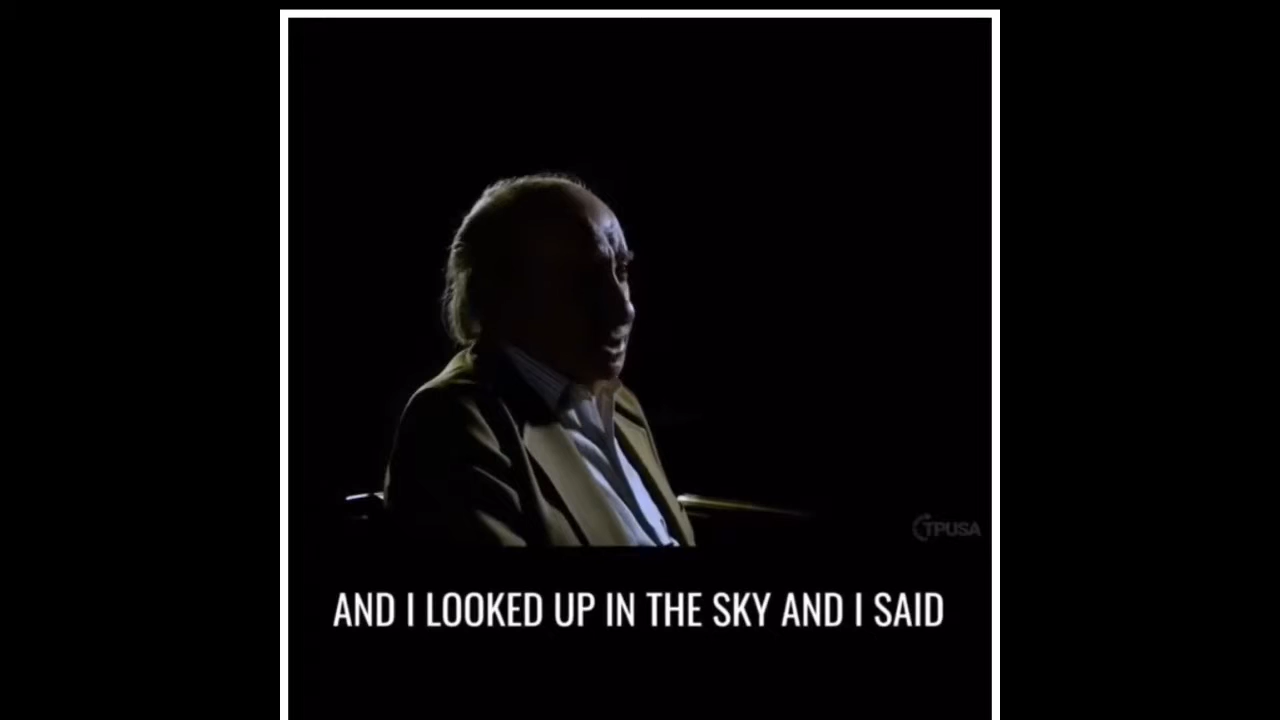 TPUSA
AND I LOOKED UP IN THE SKY AND I SAID